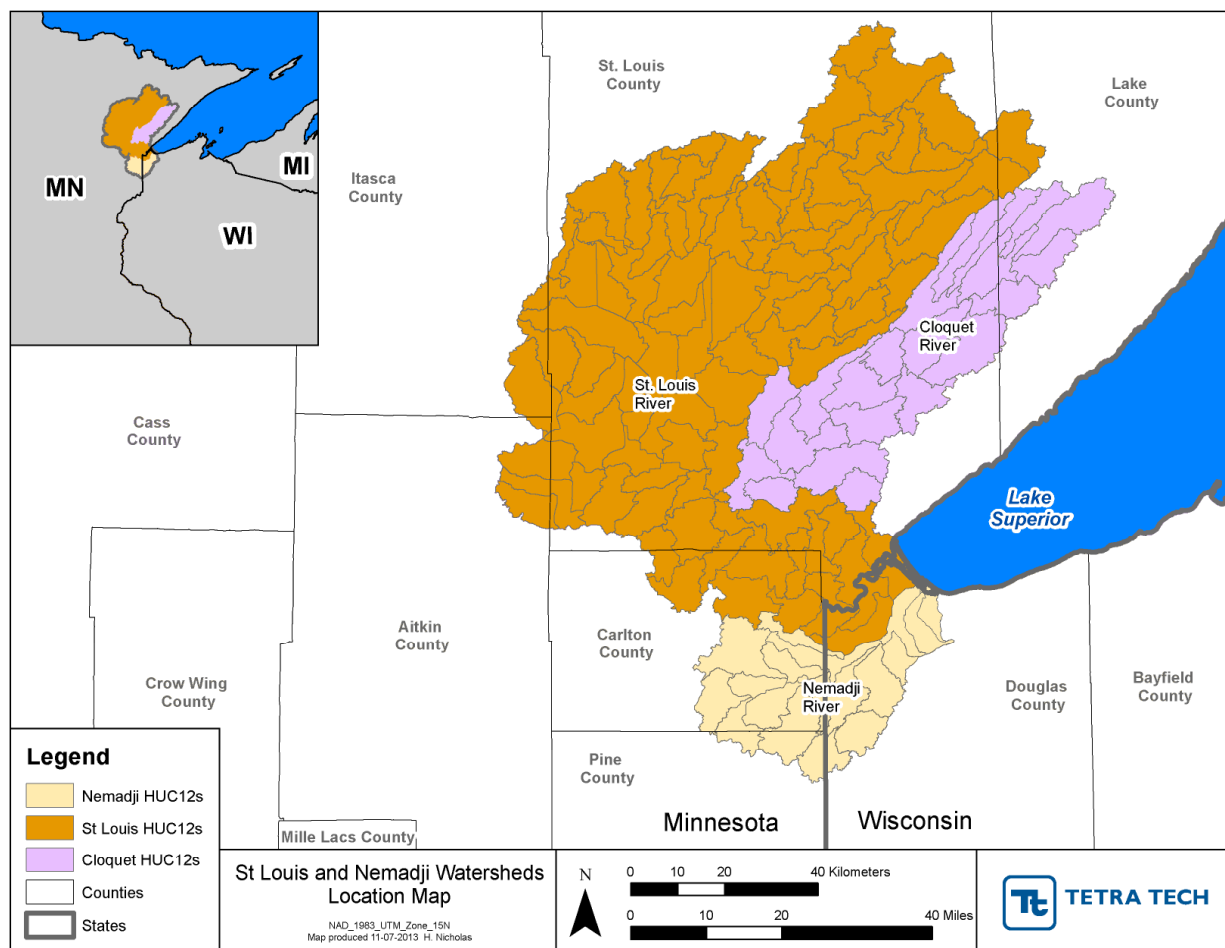 MN
WI
MI
St. Louis
County
Lake
County
Itasca
County
Cloquet
River
St. Louis
River
Cass
County
Lake
Superior
Aitkin
County
Carlton
County
Crow Wing
County
Nemadji
River
Douglas
County
Bayfield
County
Pine
County
Mille Lacs County
Minnesota
Wisconsin
Legend
Nemadji HUC12s
St Louis HUC12s
Cloquet HUC12s
Counties
States
St Louis and Nemadji Watersheds
Location Map
NAD_1983_UTM_Zone_15N
Map produced 11-07-2013 H. Nicholas
N
0 10 20 40 Kilometers
0 10 20 40 Miles
Tt TETRA TECH